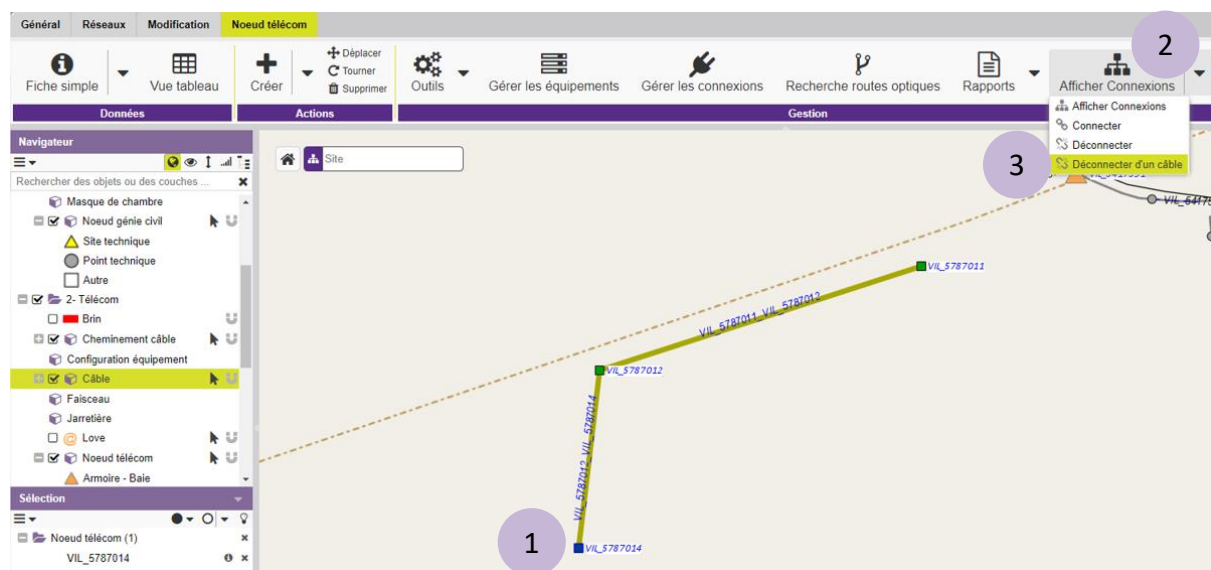 Général Réseaux Modification Noeud télécom
2
Fiche simple
Vue tableau
Créer
Déplacer
Tourner
Supprimer
Outils
Gérer les équipements
Gérer les connexions
Recherche routes optiques
Rapports
Afficher Connexions
Données
Actions
Gestion
Afficher Connexions
Connecter
Déconnecter
Déconnecter d'un câble
3
Navigateur
Rechercher des objets ou des couches ...
Masque de chambre
Noeud génie civil
Site technique
Point technique
Autre
2- Télécom
Brin
Cheminement câble
Configuration équipement
Câble
Faisceau
Jarretière
Love
Noeud télécom
Armoire - Baie
Sélection
Noeud télécom (1)
VIL_5787014
Site
VIL_5787011
VIL_5787011_VIL_5787012
VIL_5787012
VIL_5787012_VIL_5787014
1
VIL_5787014